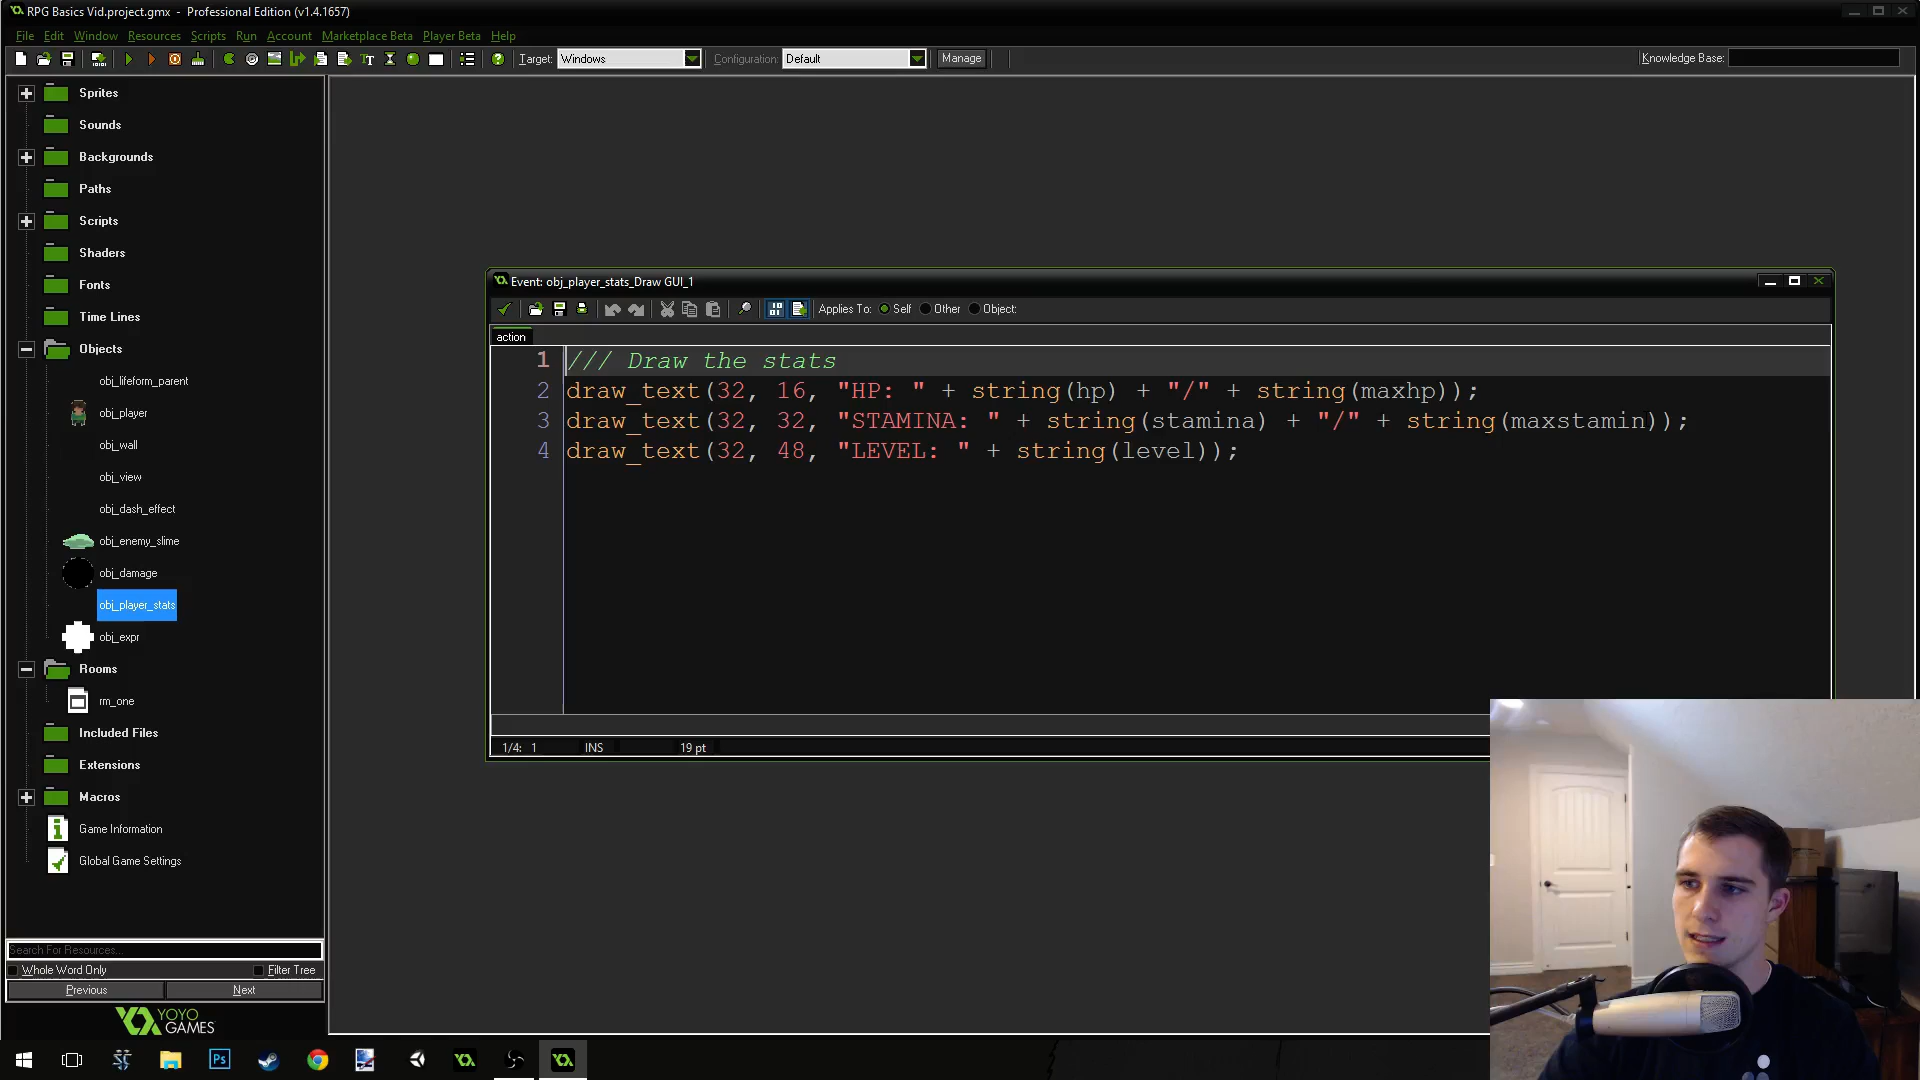 RPG Basics Vid.project.gmx - Professional Edition (v1.4.1657)
File Edit Window Resources Scripts Run Account Marketplace Beta Player Beta Help
Target: Windows Configuration: Default Manage Knowledge Base:
Sprites
Sounds
Backgrounds
Paths
Scripts
Shaders
Fonts
Time Lines
Objects
obj_lifeform_parent
obj_player
obj_wall
obj_view
obj_dash_effect
obj_enemy_slime
obj_damage
obj_player_stats
obj_expr
Rooms
rm_one
Included Files
Extensions
Macros
Game Information
Global Game Settings
Search For Resources...
Whole Word Only Filter Tree
Previous Next
YOYO
GAMES
Event: obj_player_stats_Draw GUI_1
Applies To: Self Other Object:
action
1 /// Draw the stats
2 draw_text(32, 16, "HP: " + string(hp) + "/" + string(maxhp));
3 draw_text(32, 32, "STAMINA: " + string(stamina) + "/" + string(maxstamin));
4 draw_text(32, 48, "LEVEL: " + string(level));
1/4: 1 INS 19 pt
Ps